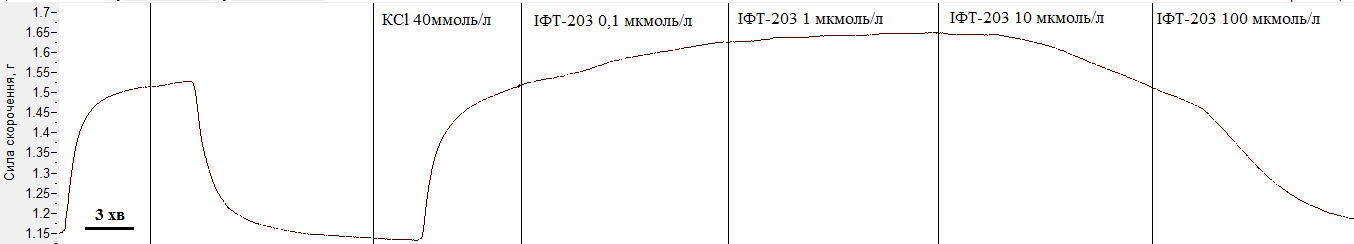 КCl 40ммоль/л
ІФТ-203 0,1 мкмоль/л
ІФТ-203 1 мкмоль/л
ІФТ-203 10 мкмоль/л
ІФТ-203 100 мкмоль/л
Сила скорочення, г
1.7
1.65
1.6
1.55
1.5
1.45
1.4
1.35
1.3
1.25
1.2
1.15
3 хв